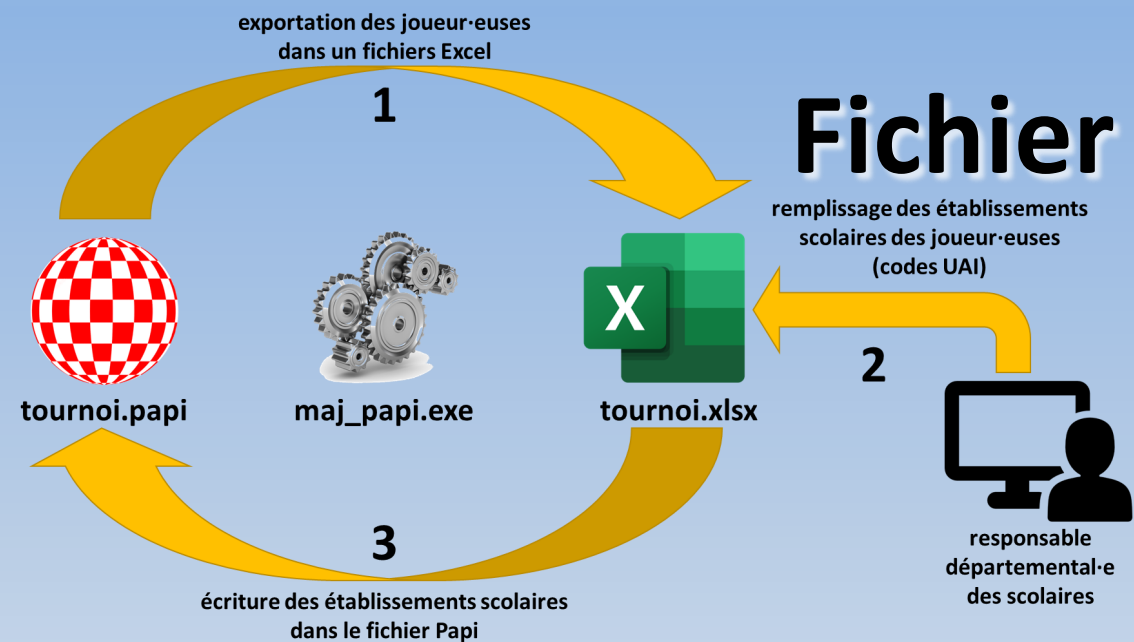 exportation des joueur·euses
dans un fichiers Excel
1
Fichier
remplissage des établissements
scolaires des joueur·euses
(codes UAI)
X
2
tournoi.papi
maj_papi.exe
tournoi.xlsx
3
responsable
départemental·e
des scolaires
écriture des établissements scolaires
dans le fichier Papi